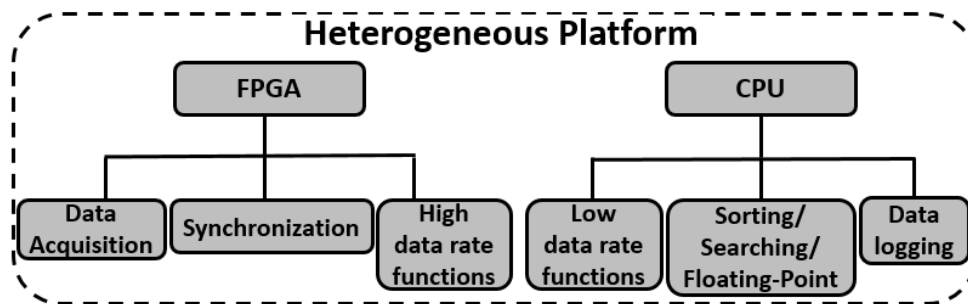 Heterogeneous Platform
FPGA
CPU
Data
Acquisition
Synchronization
High
data rate
functions
Low
data rate
functions
Sorting/
Searching/
Floating-Point
Data
logging